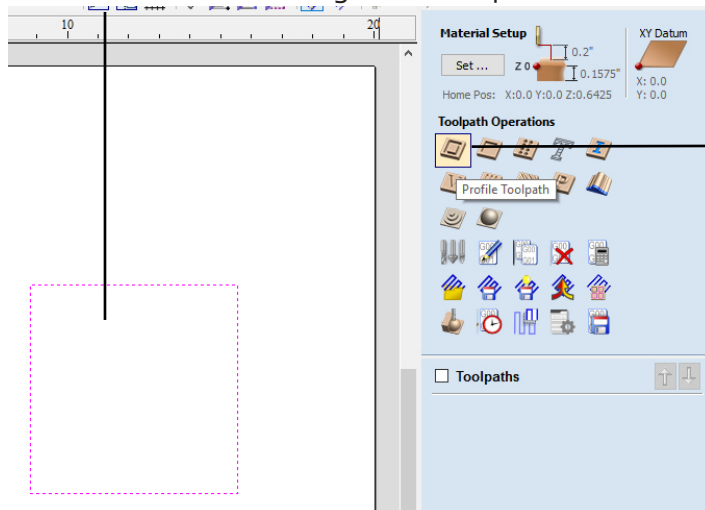 10 20
Material Setup XY Datum
0.2"
Set ... Z 0 0.1575"
X: 0.0
Home Pos: X:0.0 Y:0.0 Z:0.6425 Y: 0.0
Toolpath Operations
Profile Toolpath
Toolpaths